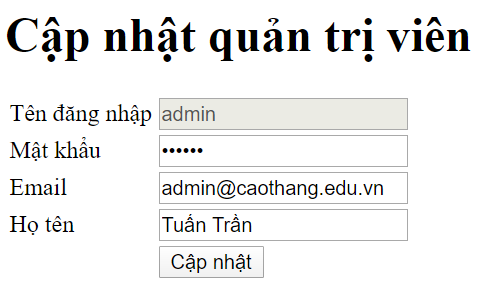 Cập nhật quản trị viên
Tên đăng nhập admin
Mật khẩu ••••••
Email admin@caothang.edu.vn
Họ tên Tuấn Trần
Cập nhật